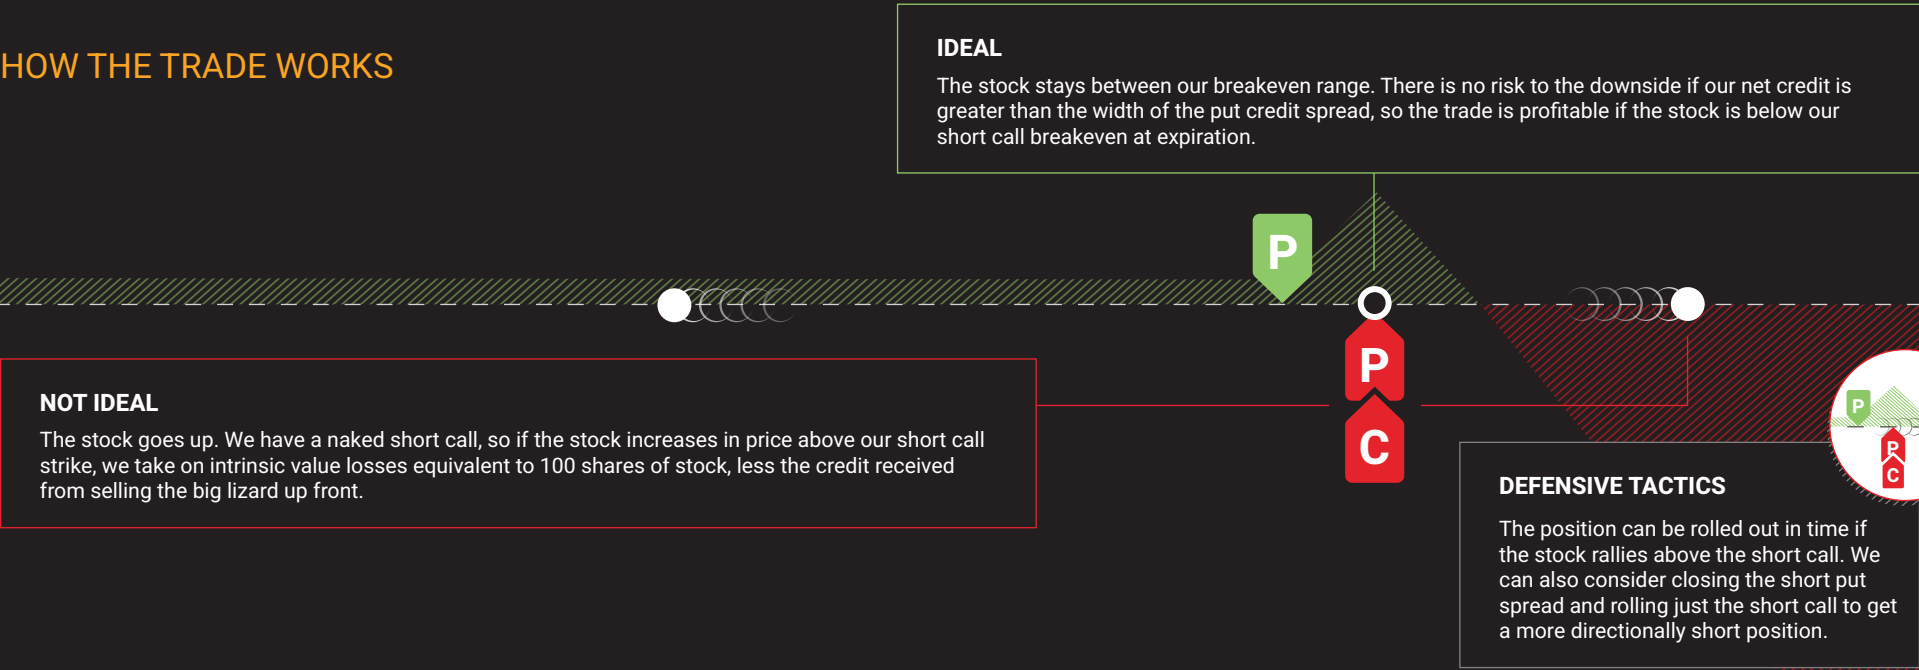 HOW THE TRADE WORKS
IDEAL
The stock stays between our breakeven range. There is no risk to the downside if our net credit is
greater than the width of the put credit spread, so the trade is profitable if the stock is below our
short call breakeven at expiration.
P
P
C
NOT IDEAL
The stock goes up. We have a naked short call, so if the stock increases in price above our short call
strike, we take on intrinsic value losses equivalent to 100 shares of stock, less the credit received
from selling the big lizard up front.
P
P
C
DEFENSIVE TACTICS
The position can be rolled out in time if
the stock rallies above the short call. We
can also consider closing the short put
spread and rolling just the short call to get
a more directionally short position.